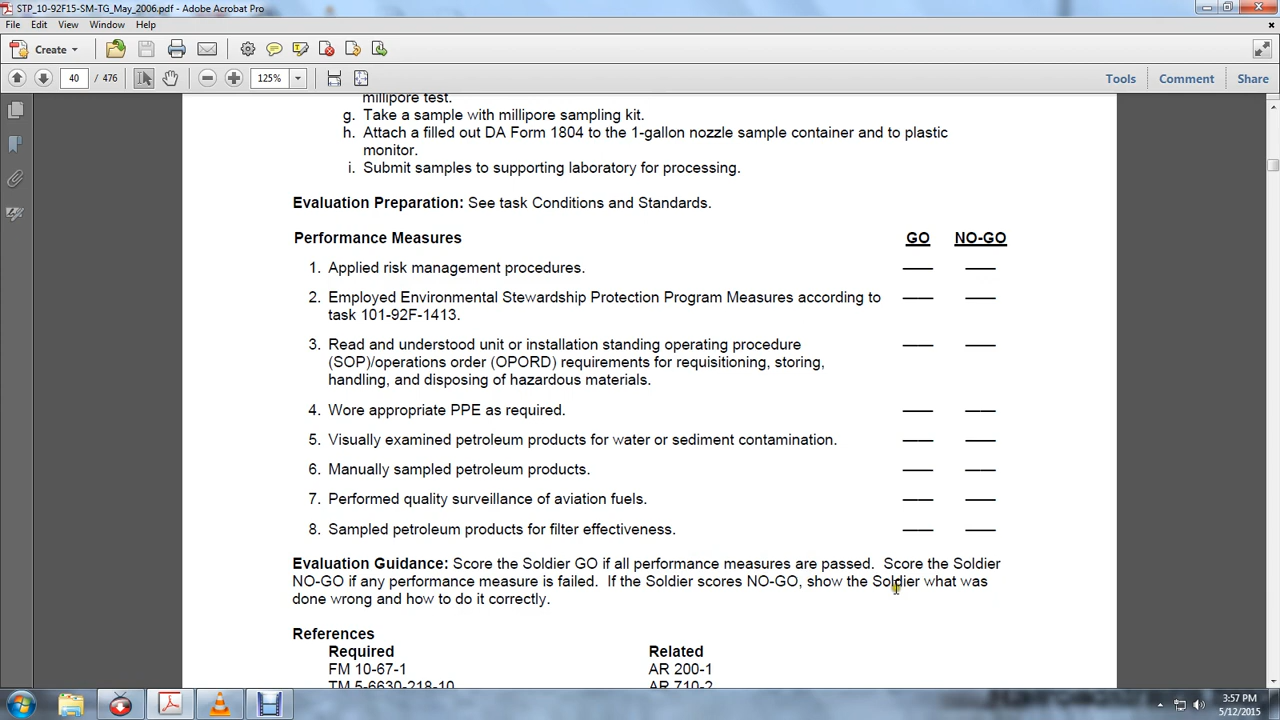 STP_10-92F15-SM-TG_May_2006.pdf - Adobe Acrobat Pro
File Edit View Window Help
Create
40 / 476 125% Tools Comment Share
millipore test.
g. Take a sample with millipore sampling kit.
h. Attach a filled out DA Form 1804 to the 1-gallon nozzle sample container and to plastic
monitor.
i. Submit samples to supporting laboratory for processing.
Evaluation Preparation: See task Conditions and Standards.
Performance Measures GO NO-GO
1. Applied risk management procedures.
2. Employed Environmental Stewardship Protection Program Measures according to
task 101-92F-1413.
3. Read and understood unit or installation standing operating procedure
(SOP)/operations order (OPORD) requirements for requisitioning, storing,
handling, and disposing of hazardous materials.
4. Wore appropriate PPE as required.
5. Visually examined petroleum products for water or sediment contamination.
6. Manually sampled petroleum products.
7. Performed quality surveillance of aviation fuels.
8. Sampled petroleum products for filter effectiveness.
Evaluation Guidance: Score the Soldier GO if all performance measures are passed. Score the Soldier
NO-GO if any performance measure is failed. If the Soldier scores NO-GO, show the Soldier what was
done wrong and how to do it correctly.
References
Required Related
FM 10-67-1 AR 200-1
TM 5-6630-218-10 AR 710-2
3:57 PM
5/12/2015